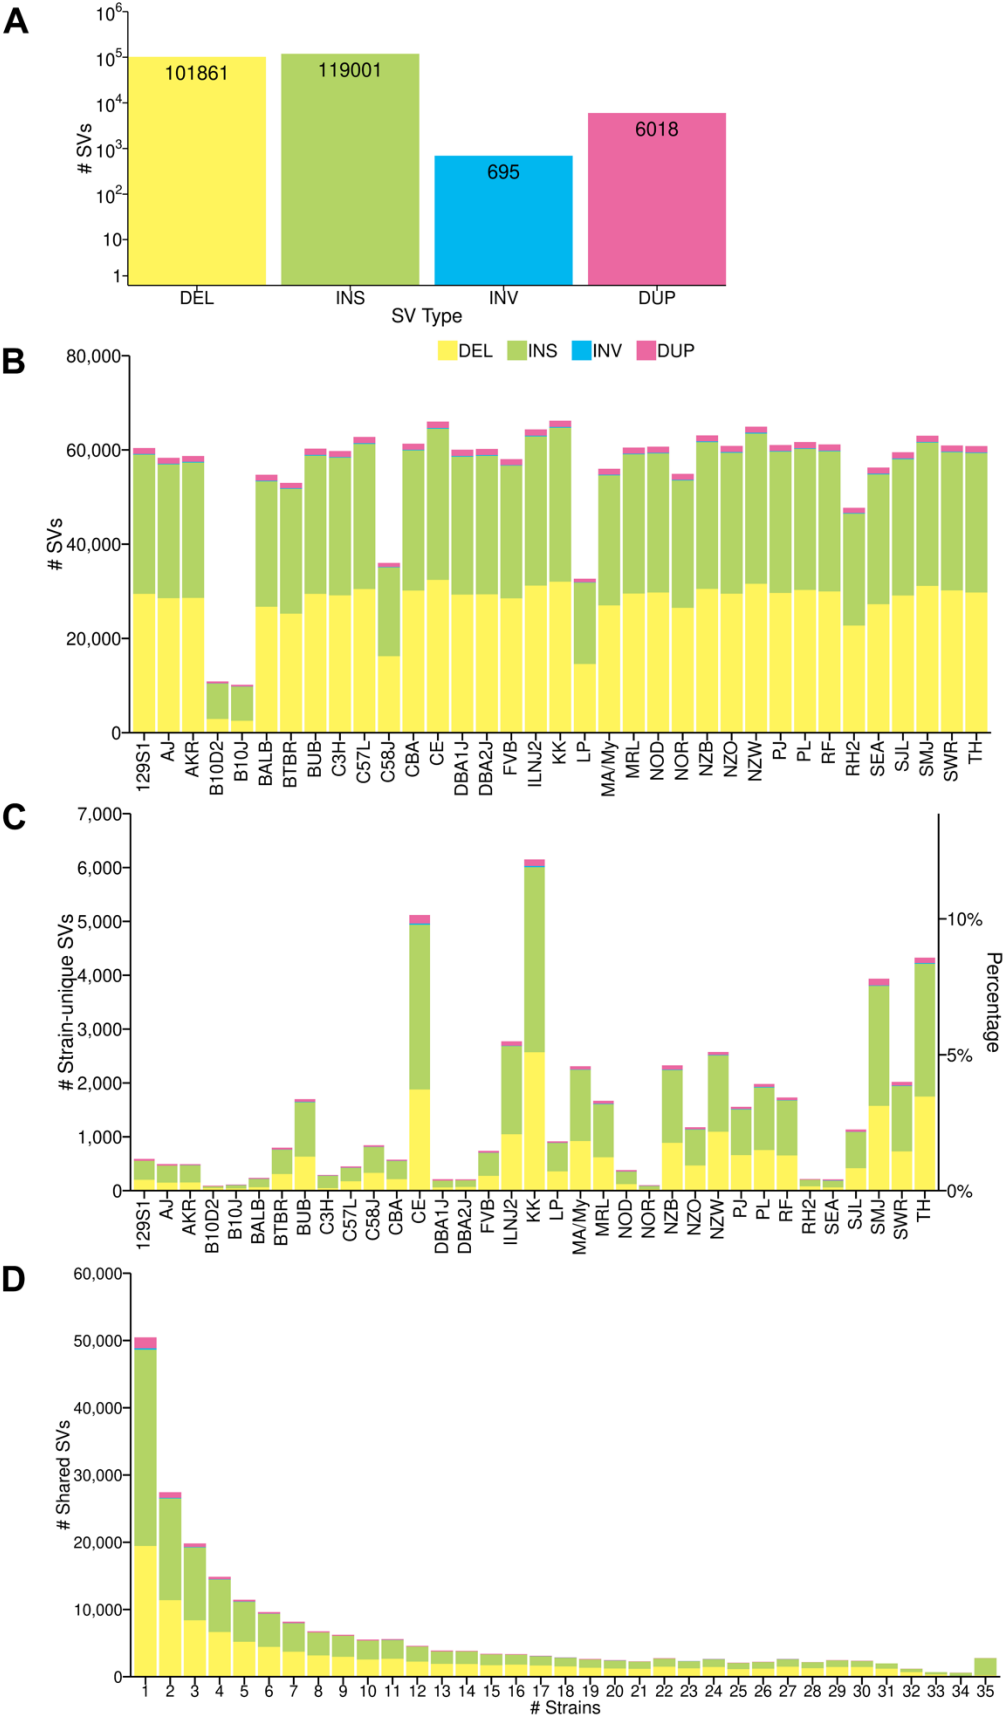 A
10^6
10^5
10^4
10^3
10^2
10
1
# SVs
101861
119001
695
6018
DEL INS INV DUP
SV Type
B
DEL INS INV DUP
80,000
60,000
40,000
20,000
0
# SVs
129S1 AJ AKR B10D2 B10J BALB BTBR BUB C3H C57L C58J CBA CE DBA1J DBA2J FVB ILNJ2 KK LP MA/My MRL NOD NOR NZB NZO NZW PJ PL RF RH2 SEA SJL SMJ SWR TH
C
7,000
6,000
5,000
4,000
3,000
2,000
1,000
0
# Strain-unique SVs
10%
5%
0%
Percentage
129S1 AJ AKR B10D2 B10J BALB BTBR BUB C3H C57L C58J CBA CE DBA1J DBA2J FVB ILNJ2 KK LP MA/My MRL NOD NOR NZB NZO NZW PJ PL RF RH2 SEA SJL SMJ SWR TH
D
60,000
50,000
40,000
30,000
20,000
10,000
0
# Shared SVs
1 2 3 4 5 6 7 8 9 10 11 12 13 14 15 16 17 18 19 20 21 22 23 24 25 26 27 28 29 30 31 32 33 34 35
# Strains